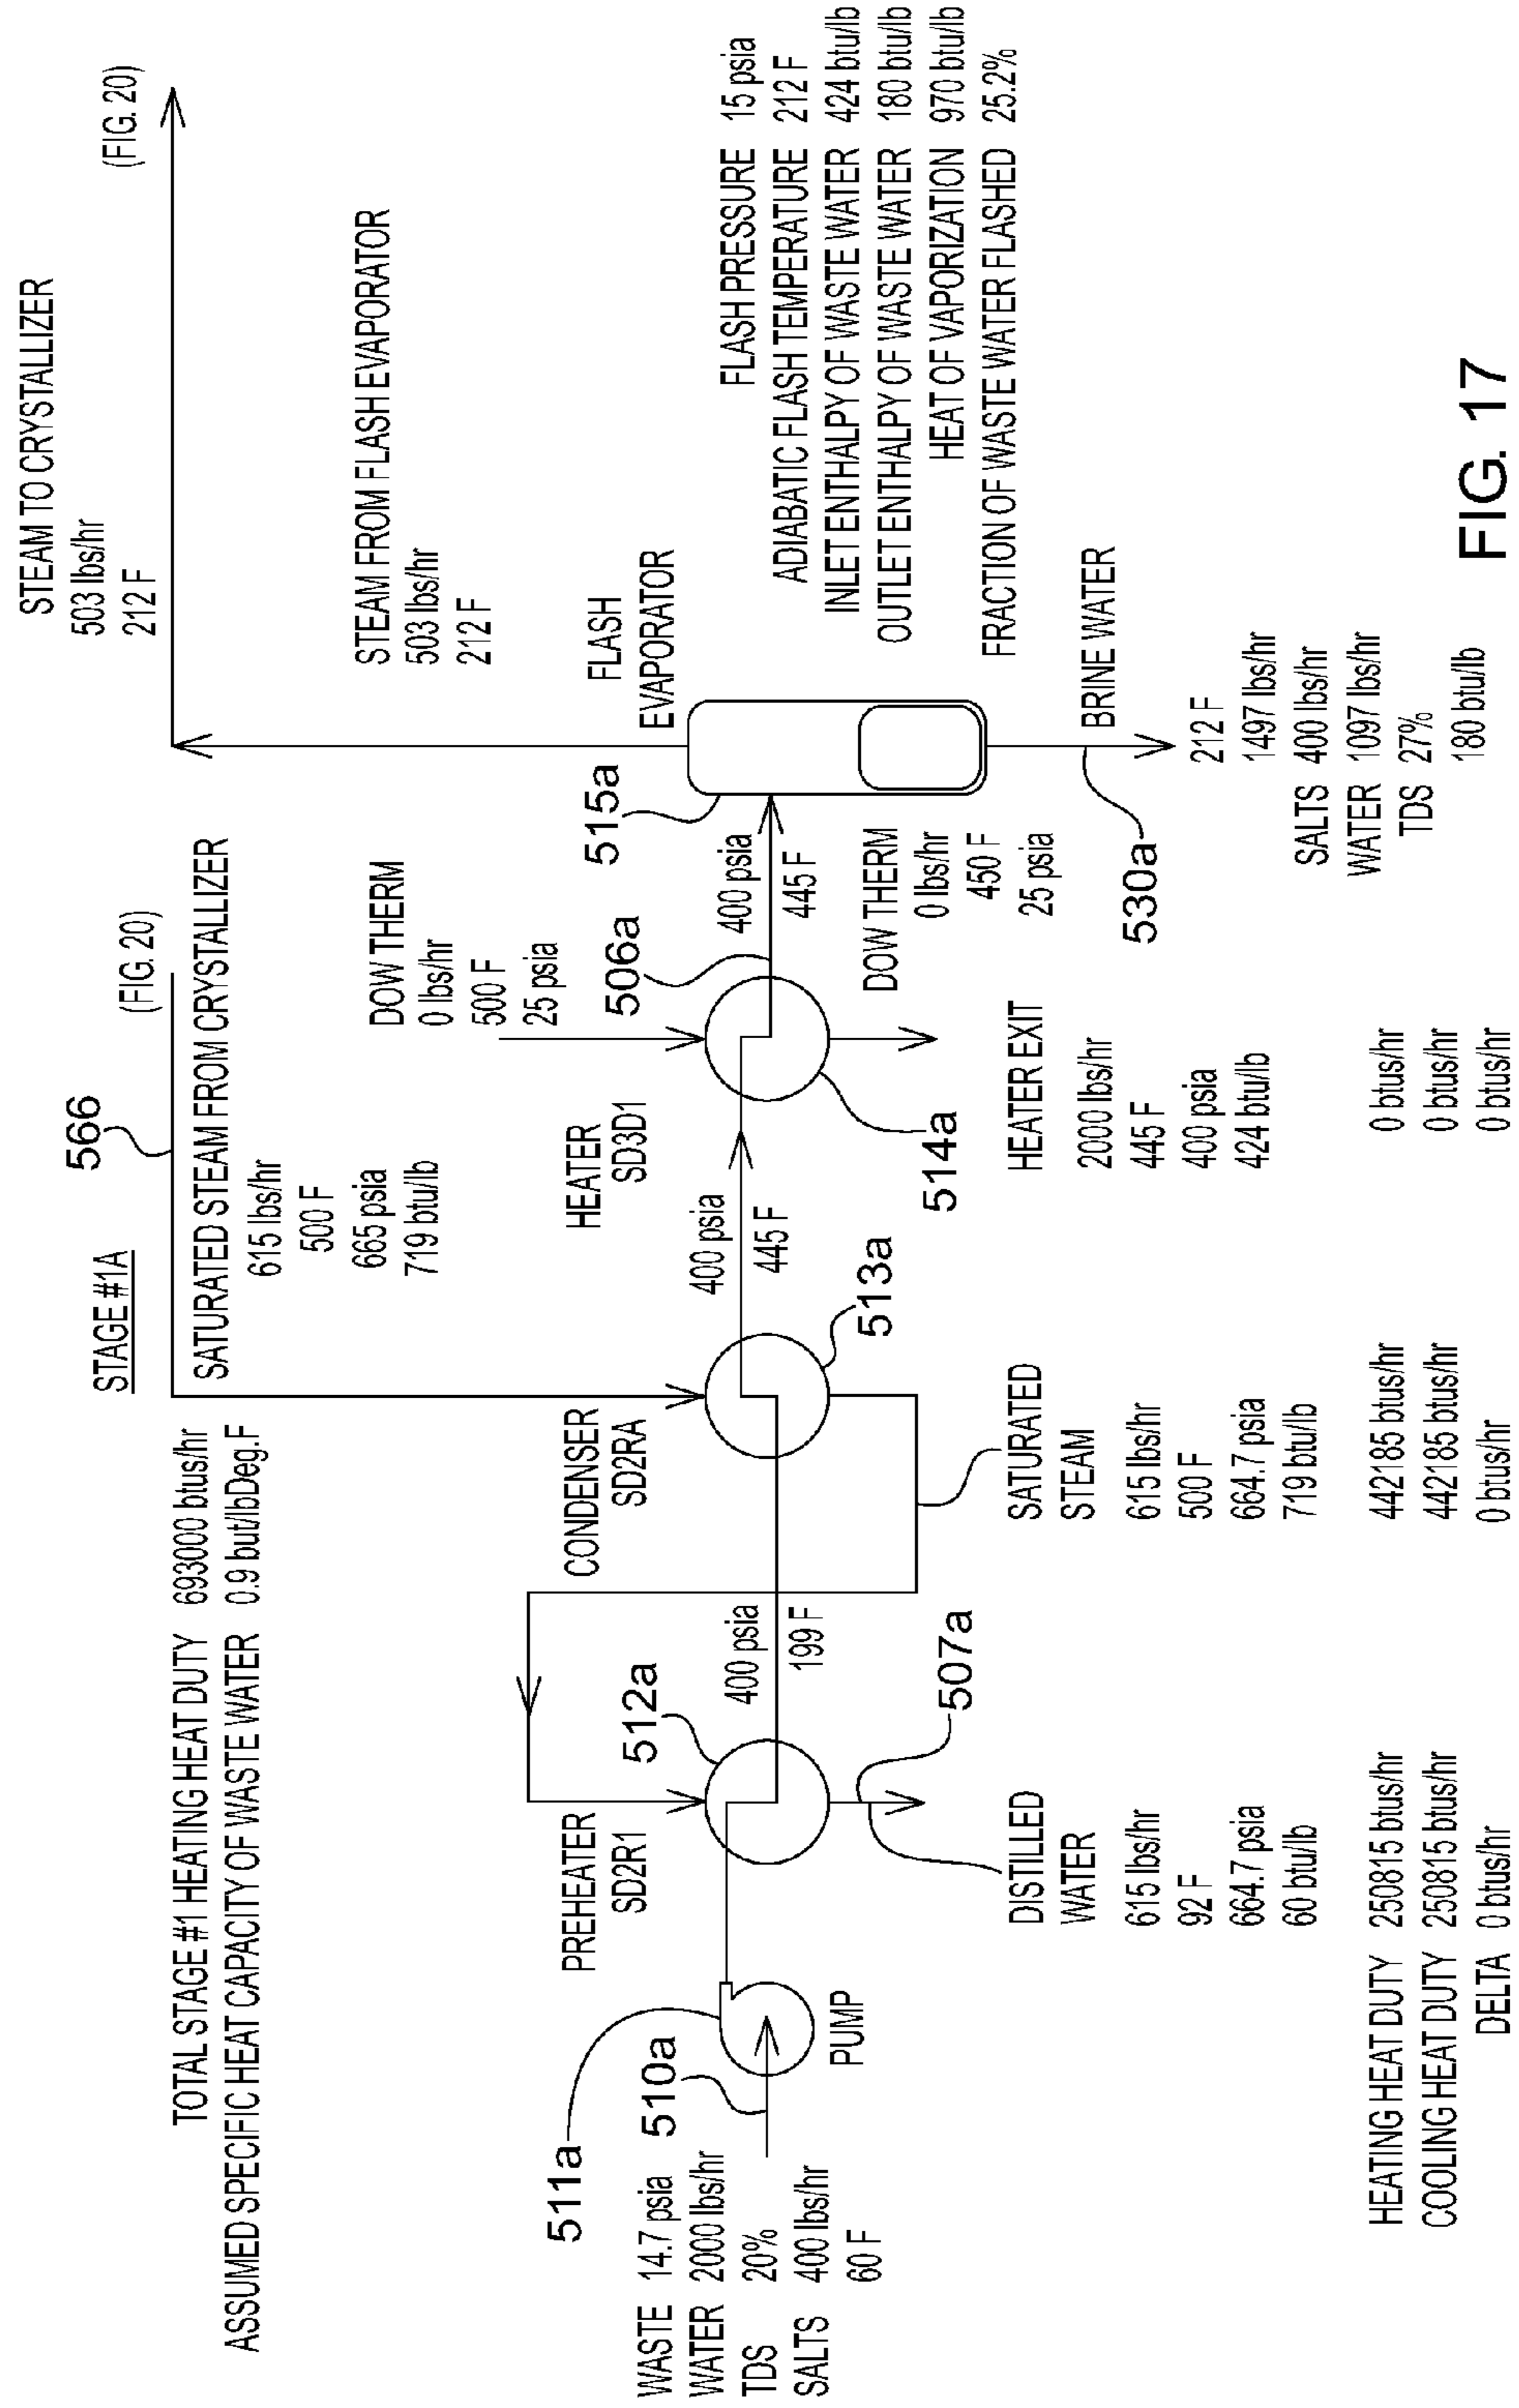 STAGE #1A
TOTAL STAGE #1 HEATING HEAT DUTY 693000 btus/hr
ASSUMED SPECIFIC HEAT CAPACITY OF WASTE WATER 0.9 but/lbDeg.F
566
(FIG. 20)
SATURATED STEAM FROM CRYSTALLIZER
615 lbs/hr
500 F
665 psia
719 btu/lb
STEAM TO CRYSTALLIZER
503 lbs/hr
212 F
(FIG. 20)
STEAM FROM FLASH EVAPORATOR
503 lbs/hr
212 F
WASTE 14.7 psia
WATER 2000 lbs/hr
TDS 20%
SALTS 400 lbs/hr
60 F
511a
510a
PUMP
PREHEATER
SD2R1
512a
400 psia
199 F
507a
CONDENSER
SD2RA
513a
400 psia
445 F
HEATER
SD3D1
DOW THERM
0 lbs/hr
500 F
25 psia
506a
514a
400 psia
445 F
DOW THERM
0 lbs/hr
450 F
25 psia
515a
FLASH
EVAPORATOR
FLASH PRESSURE 15 psia
ADIABATIC FLASH TEMPERATURE 212 F
INLET ENTHALPY OF WASTE WATER 424 btu/lb
OUTLET ENTHALPY OF WASTE WATER 180 btu/lb
HEAT OF VAPORIZATION 970 btu/lb
FRACTION OF WASTE WATER FLASHED 25.2%
530a
BRINE WATER
212 F
1497 lbs/hr
SALTS 400 lbs/hr
WATER 1097 lbs/hr
TDS 27%
180 btu/lb
DISTILLED
WATER
615 lbs/hr
92 F
664.7 psia
60 btu/lb
SATURATED
STEAM
615 lbs/hr
500 F
664.7 psia
719 btu/lb
HEATER EXIT
2000 lbs/hr
445 F
400 psia
424 btu/lb
HEATING HEAT DUTY 250815 btus/hr 442185 btus/hr 0 btus/hr
COOLING HEAT DUTY 250815 btus/hr 442185 btus/hr 0 btus/hr
DELTA 0 btus/hr 0 btus/hr 0 btus/hr
FIG. 17